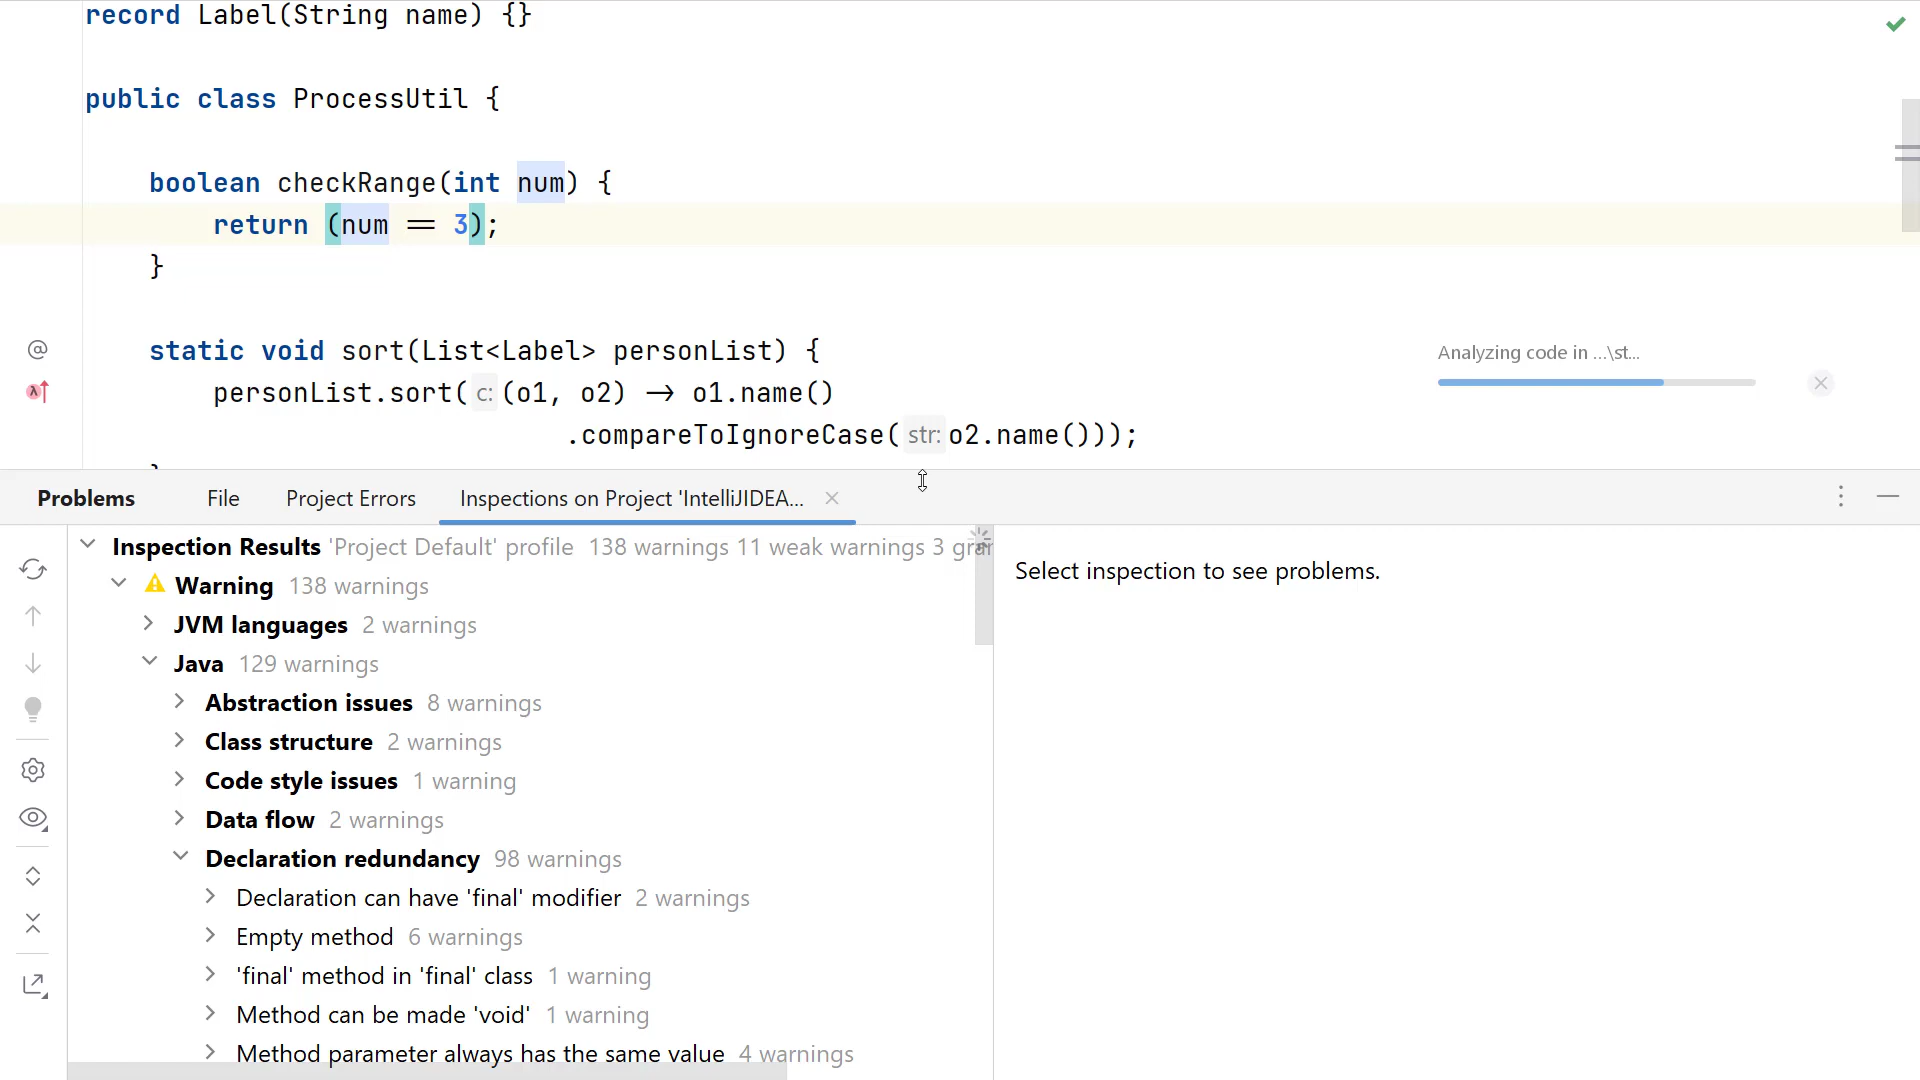 record Label(String name) {}
public class ProcessUtil {
boolean checkRange(int num) {
return (num == 3);
}
static void sort(List<Label> personList) {
personList.sort( c: (o1, o2) → o1.name()
.compareToIgnoreCase( str: o2.name()));
Analyzing code in ...\st...
Problems File Project Errors Inspections on Project 'IntelliJIDEA...
Inspection Results 'Project Default' profile 138 warnings 11 weak warnings 3
Warning 138 warnings
JVM languages 2 warnings
Java 129 warnings
Abstraction issues 8 warnings
Class structure 2 warnings
Code style issues 1 warning
Data flow 2 warnings
Declaration redundancy 98 warnings
Declaration can have 'final' modifier 2 warnings
Empty method 6 warnings
'final' method in 'final' class 1 warning
Method can be made 'void' 1 warning
Method parameter always has the same value 4 warnings
Select inspection to see problems.